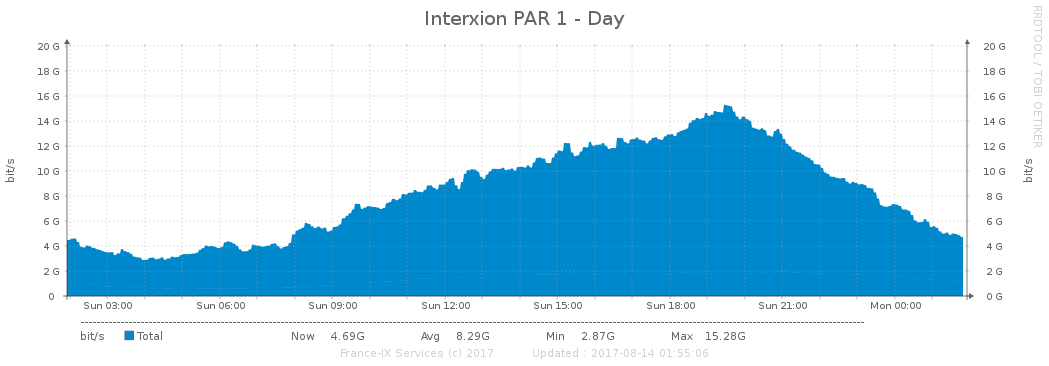 Interxion PAR 1 - Day
RRDTOOL / TOBI OETIKER
bit/s
20 G 20 G
18 G 18 G
16 G 16 G
14 G 14 G
12 G 12 G
10 G 10 G
8 G 8 G
6 G 6 G
4 G 4 G
2 G 2 G
0 0 G
bit/s
Sun 03:00 Sun 06:00 Sun 09:00 Sun 12:00 Sun 15:00 Sun 18:00 Sun 21:00 Mon 00:00
bit/s Total Now 4.69G Avg 8.29G Min 2.87G Max 15.28G
France-IX Services (c) 2017 Updated : 2017-08-14 01:55:06